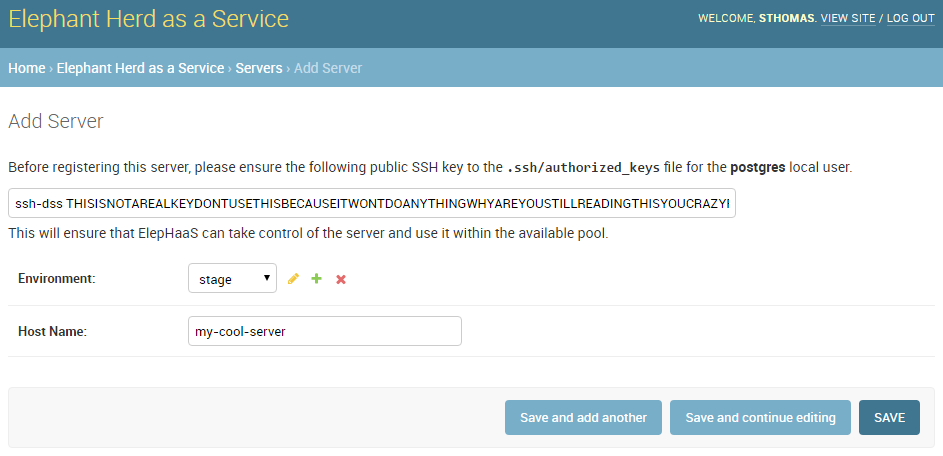 Elephant Herd as a Service
WELCOME, STHOMAS. VIEW SITE / LOG OUT
Home › Elephant Herd as a Service › Servers › Add Server
Add Server
Before registering this server, please ensure the following public SSH key to the .ssh/authorized_keys file for the postgres local user.
ssh-dss THISISNOTAREALKEYDONTUSETHISBECAUSEITWONTDOANYTHINGWHYAREYOUSTILLREADINGTHISYOUCRAZY
This will ensure that ElepHaaS can take control of the server and use it within the available pool.
Environment: stage
Host Name: my-cool-server
Save and add another Save and continue editing SAVE